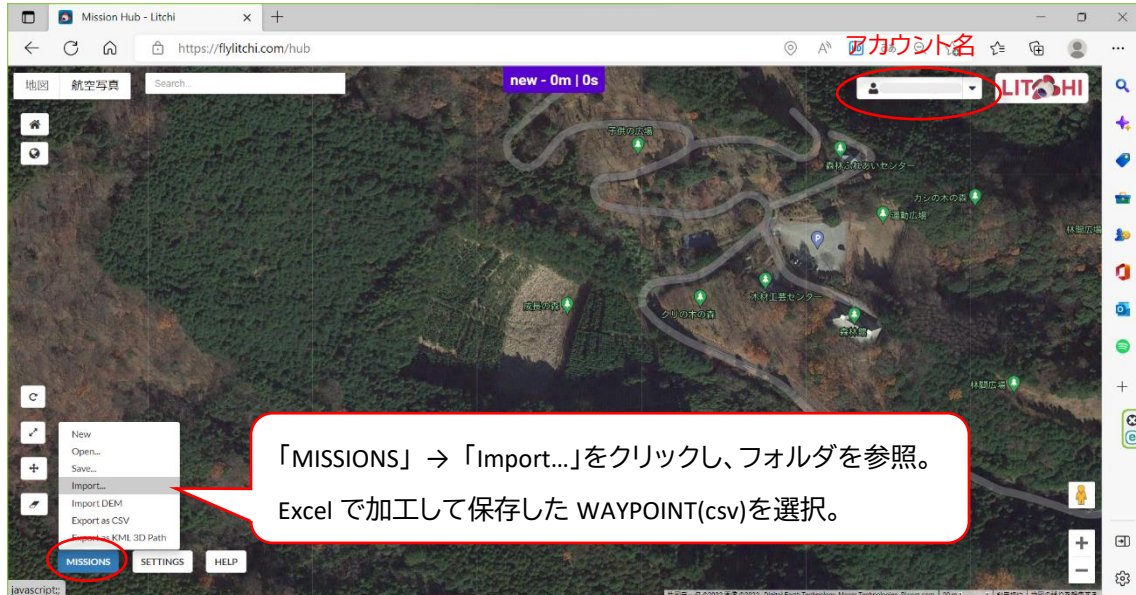 Mission Hub - Litchi
https://flylitchi.com/hub
アカウント名
地図 航空写真 Search...
new - 0m | 0s
LITCHI
子供の広場
森林ふれあいセンター
カシの木の森
運動広場
林間広場
P
木材工芸センター
成長の森
クリの木の森
森林館
林間広場
New
Open...
Save...
Import...
Import DEM
Export as CSV
Export as KML 3D Path
「MISSIONS」 → 「Import…」をクリックし、フォルダを参照。
Excel で加工して保存した WAYPOINT(csv)を選択。
MISSIONS SETTINGS HELP
javascript:;